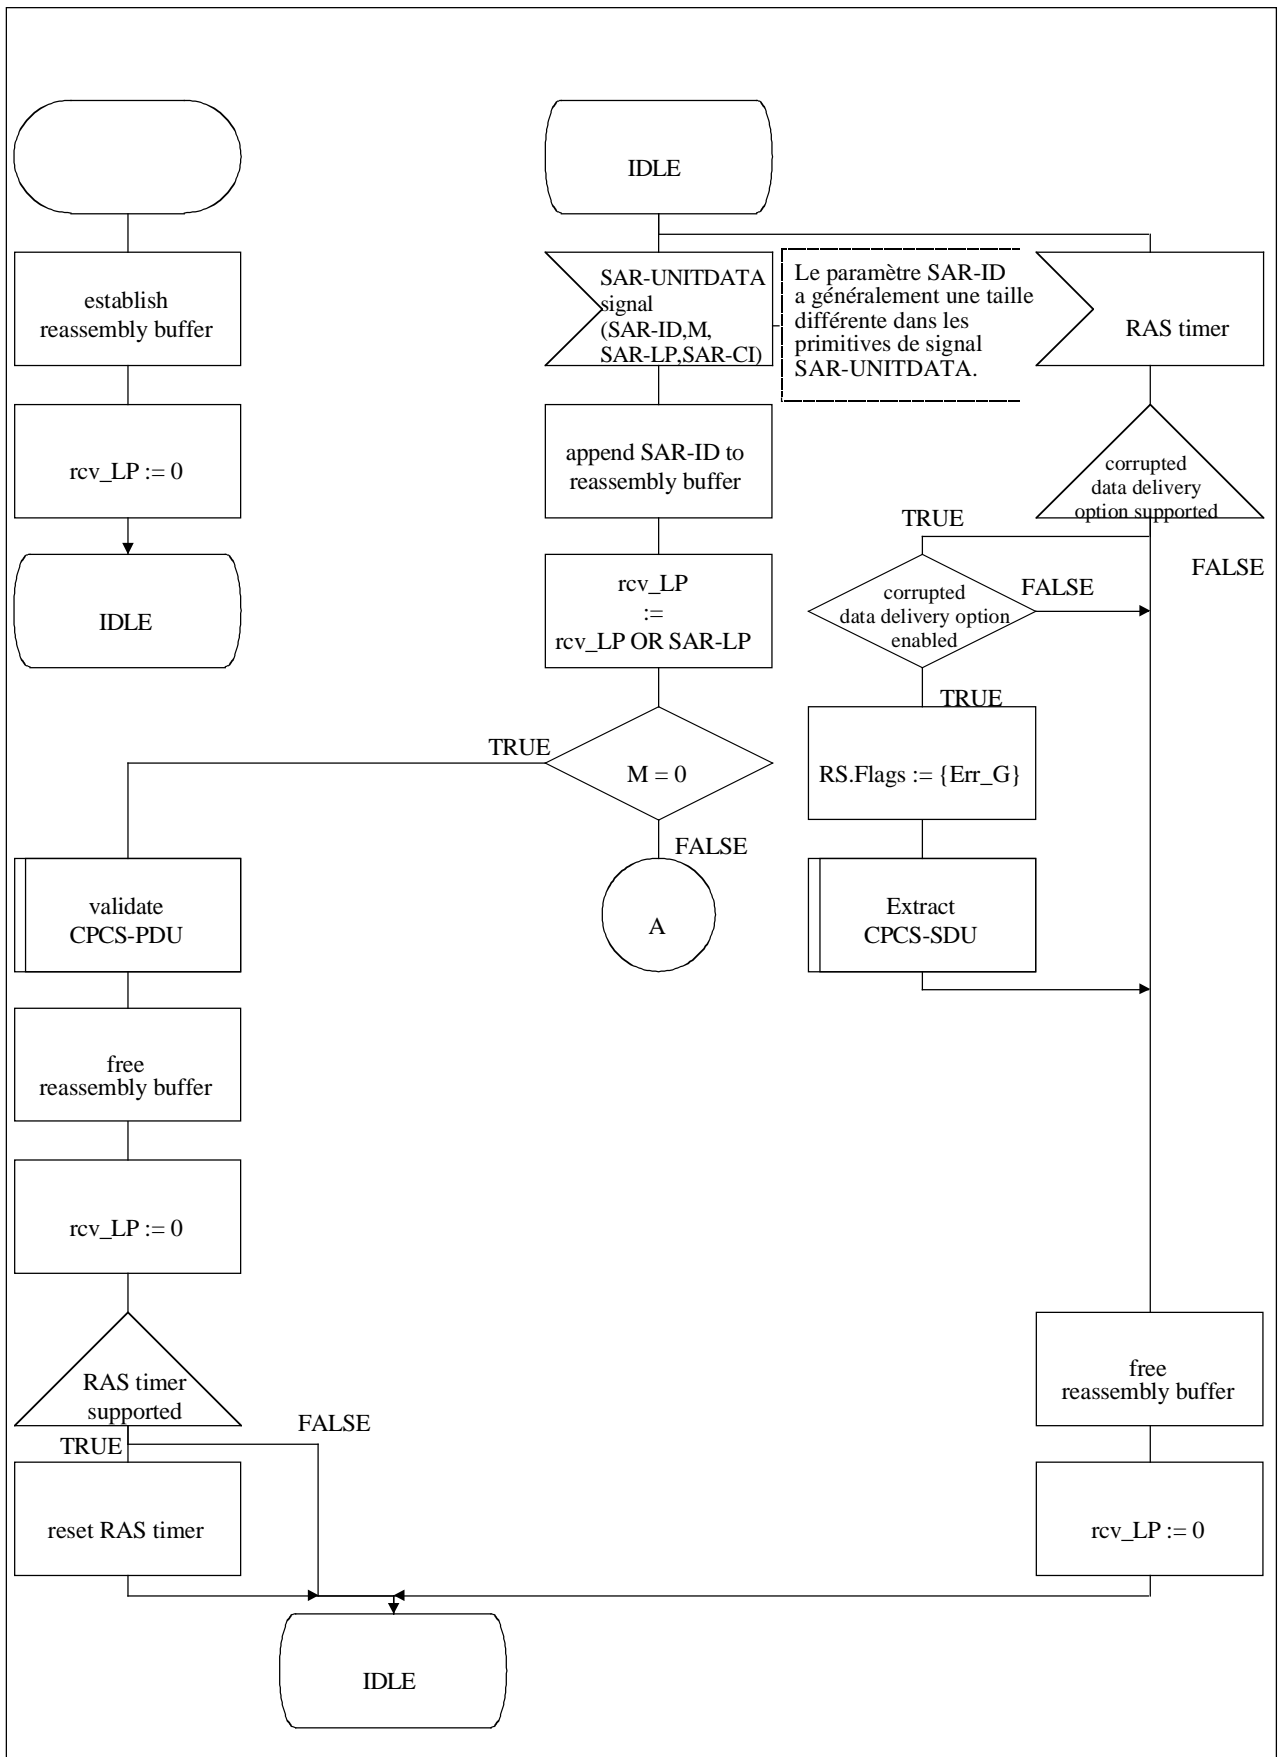 establish
reassembly buffer
rcv_LP := 0
IDLE
IDLE
SAR-UNITDATA
signal
(SAR-ID,M,
SAR-LP,SAR-CI)
Le paramètre SAR-ID
a généralement une taille
différente dans les
primitives de signal
SAR-UNITDATA.
append SAR-ID to
reassembly buffer
rcv_LP
:=
rcv_LP OR SAR-LP
M = 0
TRUE
FALSE
A
validate
CPCS-PDU
free
reassembly buffer
rcv_LP := 0
RAS timer
supported
TRUE
FALSE
reset RAS timer
RAS timer
corrupted
data delivery
option supported
TRUE
FALSE
corrupted
data delivery option
enabled
FALSE
TRUE
RS.Flags := {Err_G}
Extract
CPCS-SDU
free
reassembly buffer
rcv_LP := 0
IDLE